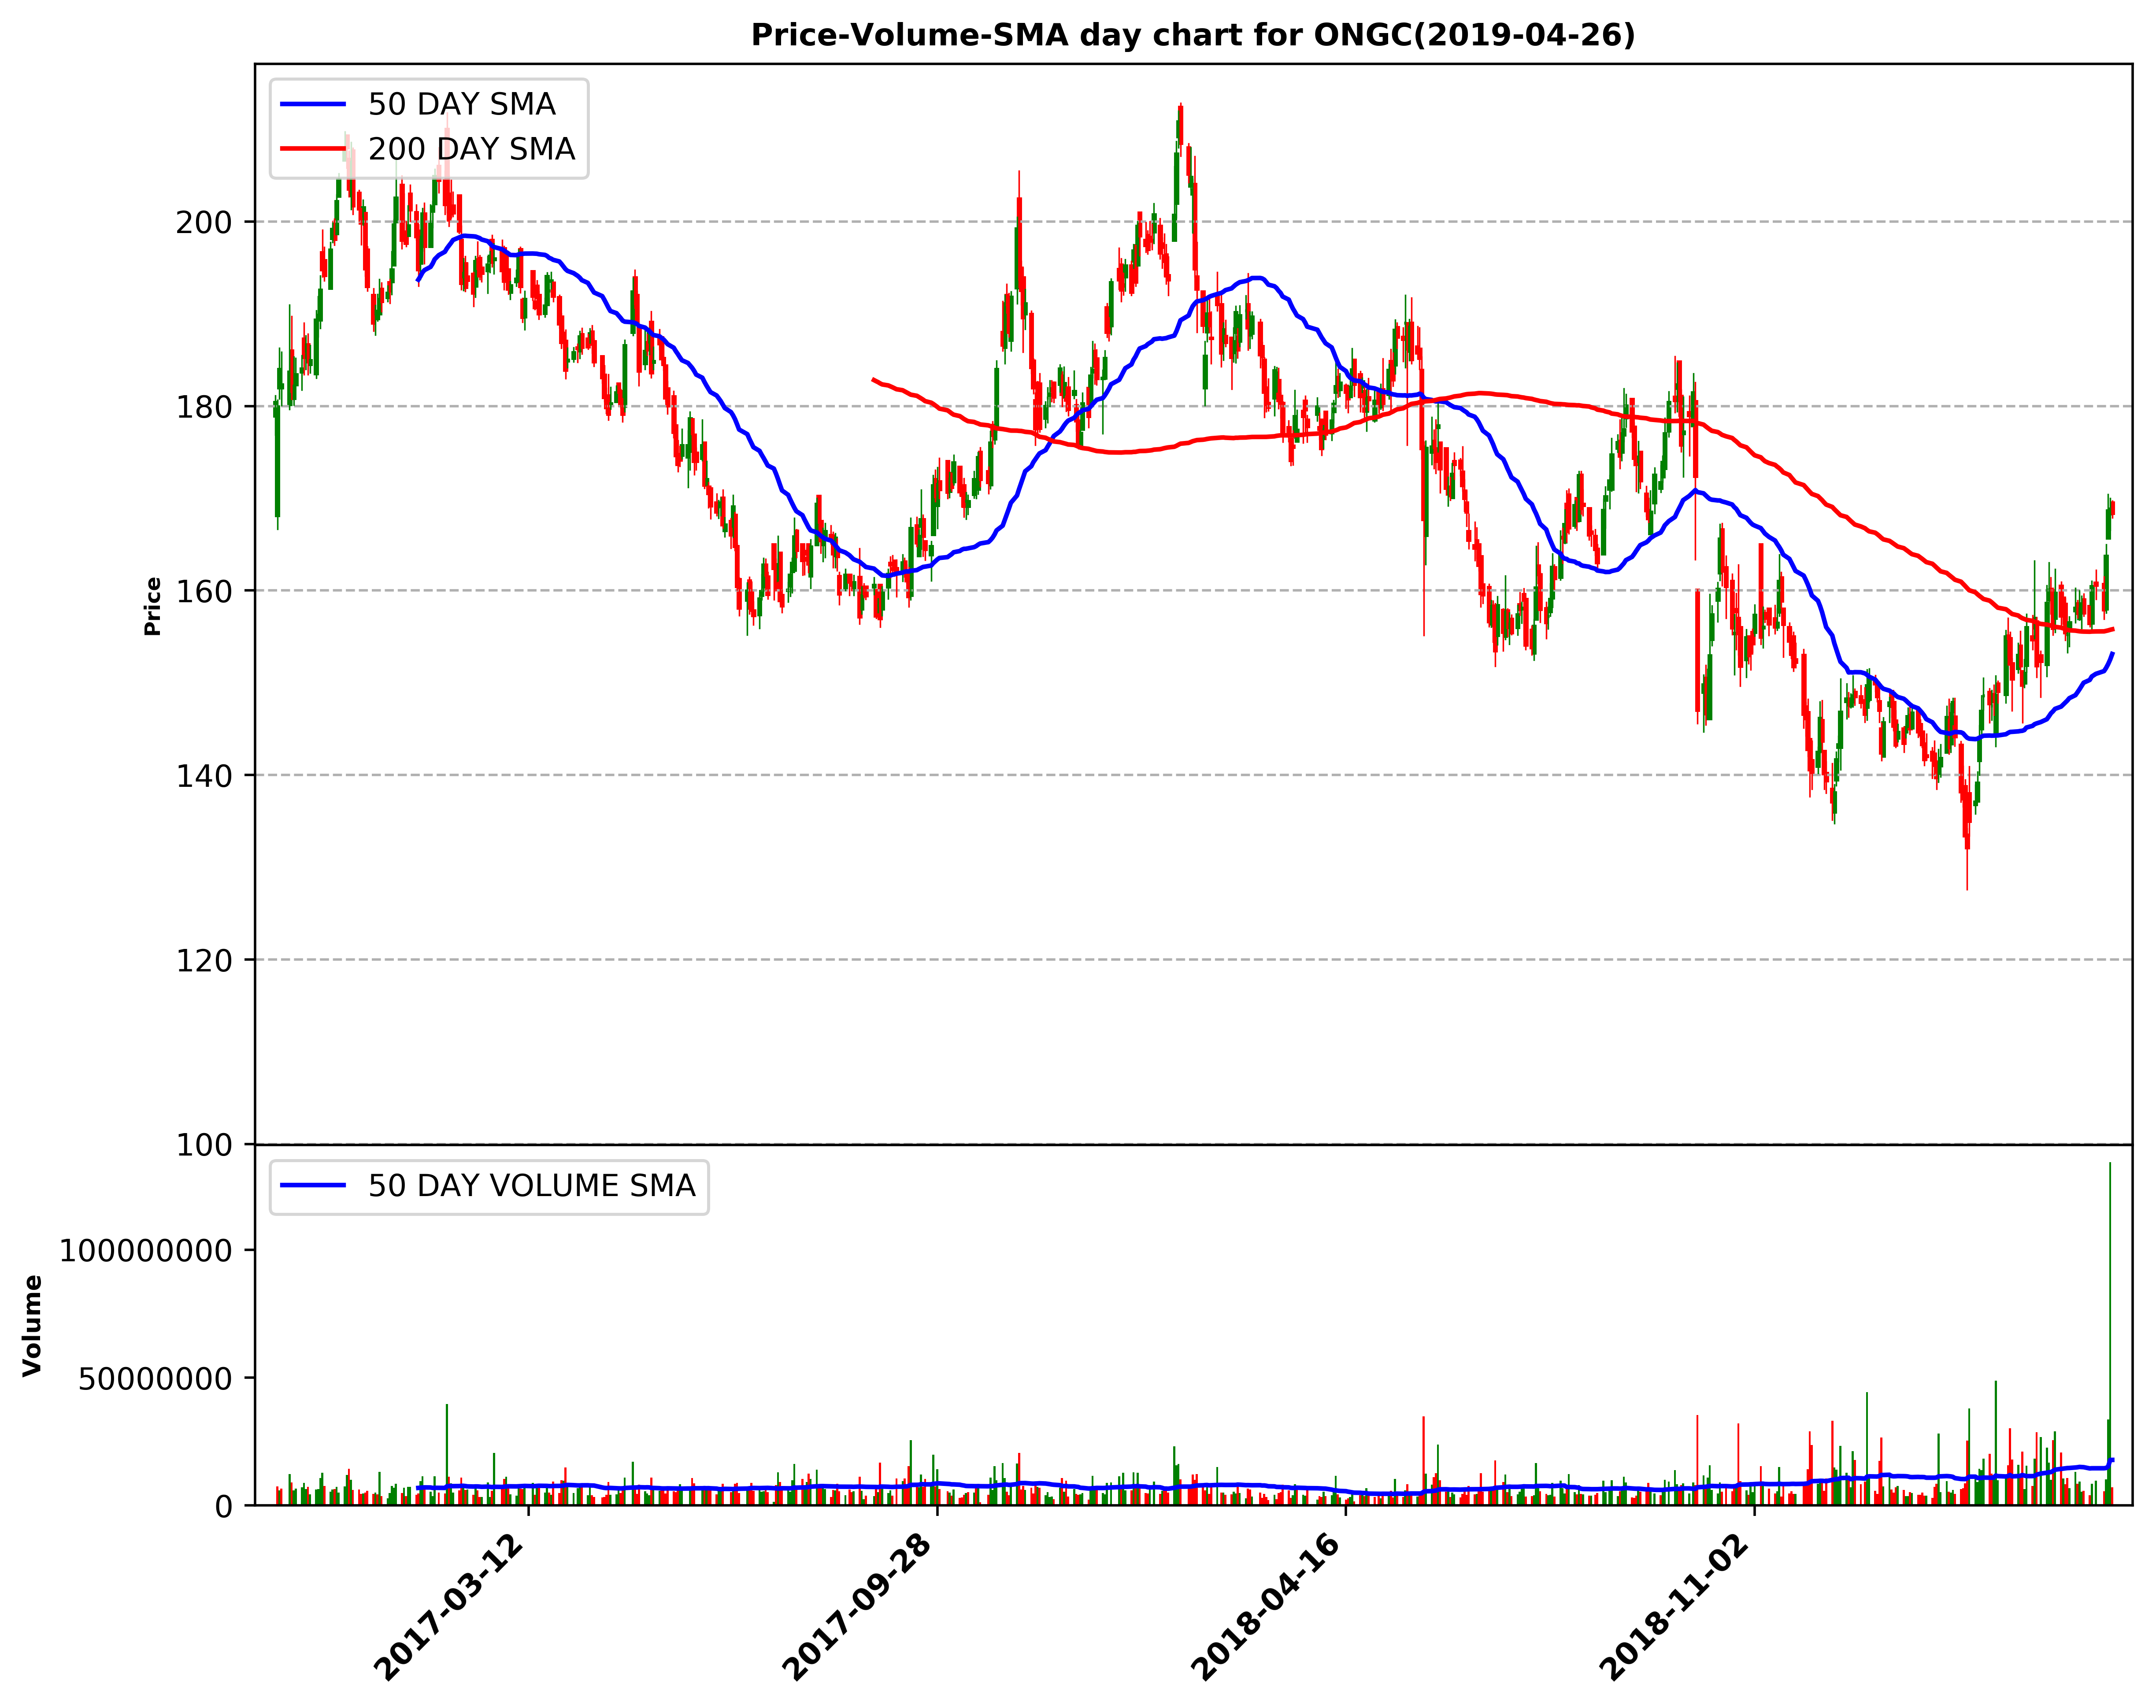 Price-Volume-SMA day chart for ONGC(2019-04-26)
50 DAY SMA
200 DAY SMA
200
180
160
140
120
100
Price
50 DAY VOLUME SMA
100000000
50000000
0
Volume
2017-03-12
2017-09-28
2018-04-16
2018-11-02